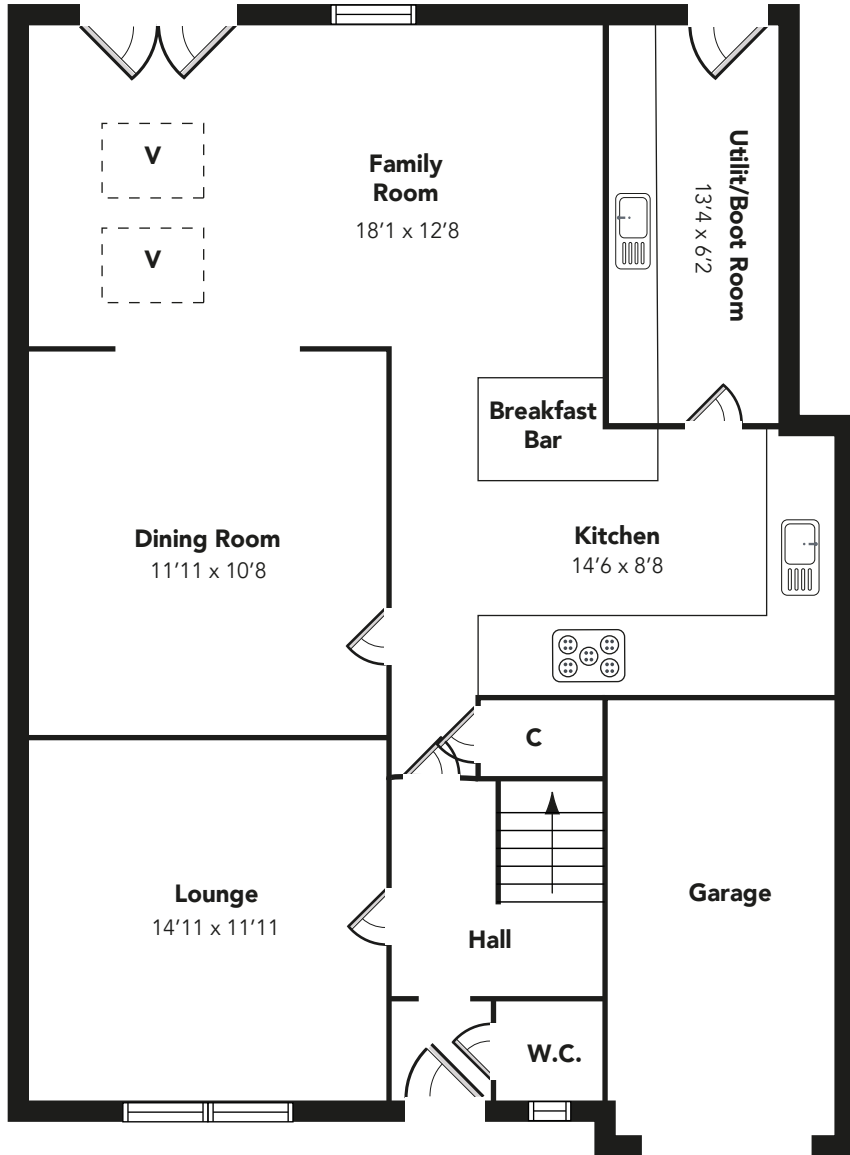 V
V
Family
Room
18'1 x 12'8
Utilit/Boot Room
13'4 x 6'2
Breakfast
Bar
Dining Room
11'11 x 10'8
Kitchen
14'6 x 8'8
C
Lounge
14'11 x 11'11
Hall
Garage
W.C.